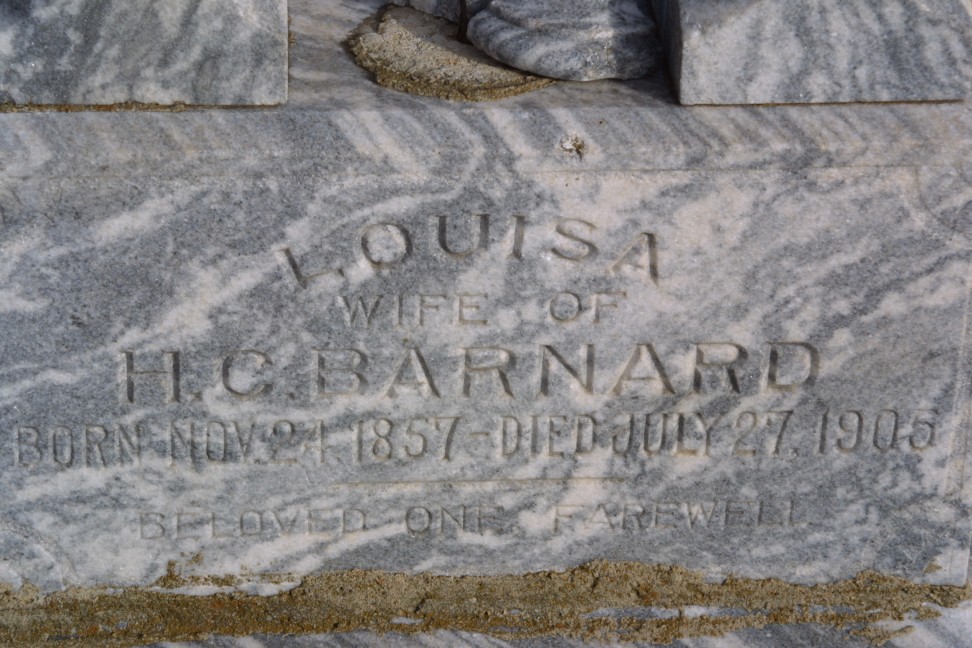 LOUISA
WIFE OF
H. C. BARNARD
BORN NOV. 24, 1857 - DIED JULY 27, 1905
BELOVED ONE, FAREWELL